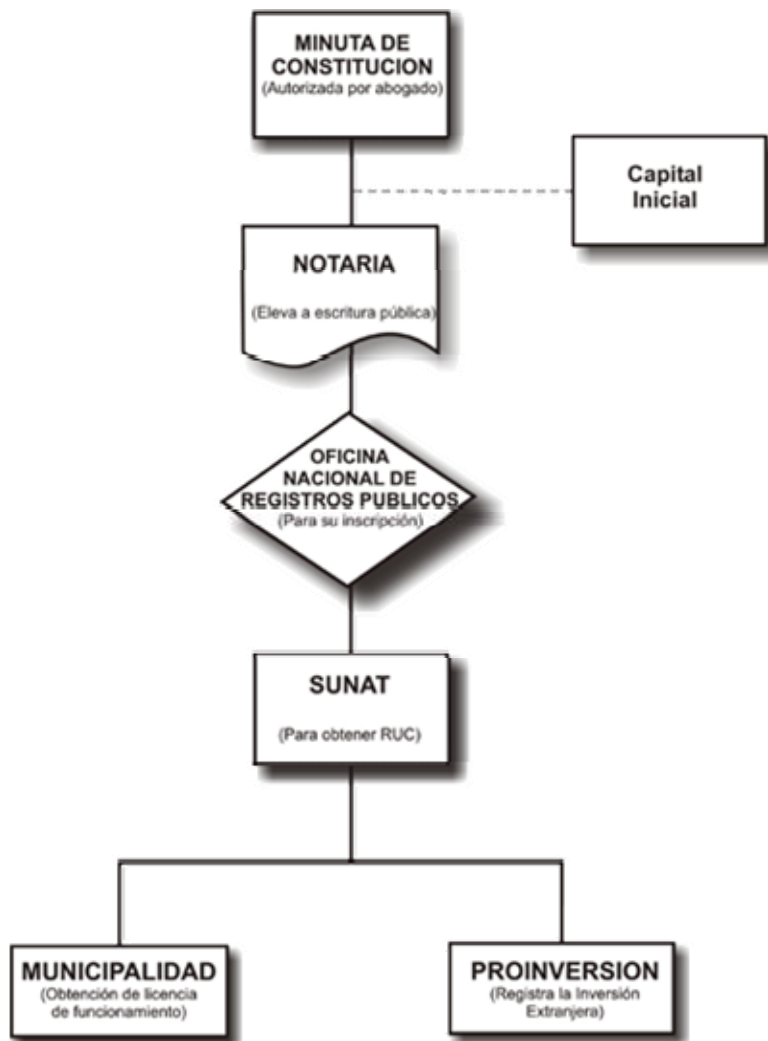 MINUTA DE
CONSTITUCION
(Autorizada por abogado)
Capital
Inicial
NOTARIA
(Eleva a escritura pública)
OFICINA
NACIONAL DE
REGISTROS PUBLICOS
(Para su inscripción)
SUNAT
(Para obtener RUC)
MUNICIPALIDAD
(Obtención de licencia
de funcionamiento)
PROINVERSION
(Registra la Inversión
Extranjera)